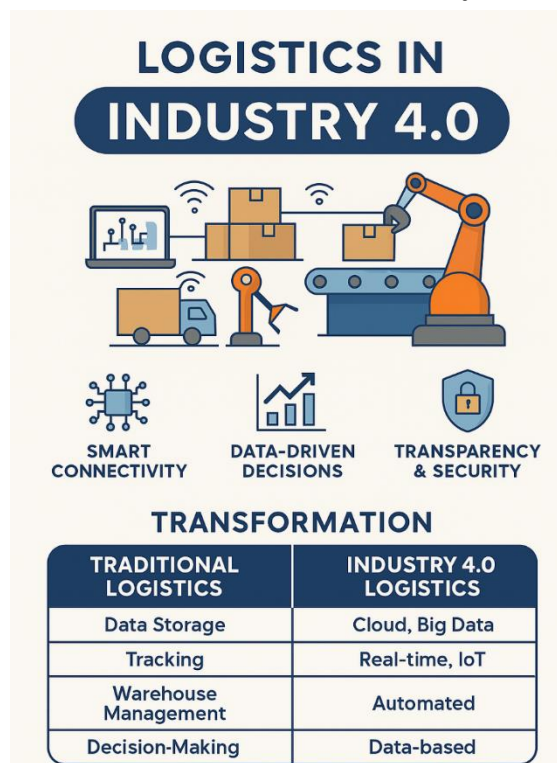 LOGISTICS IN
INDUSTRY 4.0
SMART
CONNECTIVITY
DATA-DRIVEN
DECISIONS
TRANSPARENCY
& SECURITY
TRANSFORMATION
TRADITIONAL
LOGISTICS
INDUSTRY 4.0
LOGISTICS
Data Storage
Cloud, Big Data
Tracking
Real-time, IoT
Warehouse
Management
Automated
Decision-Making
Data-based